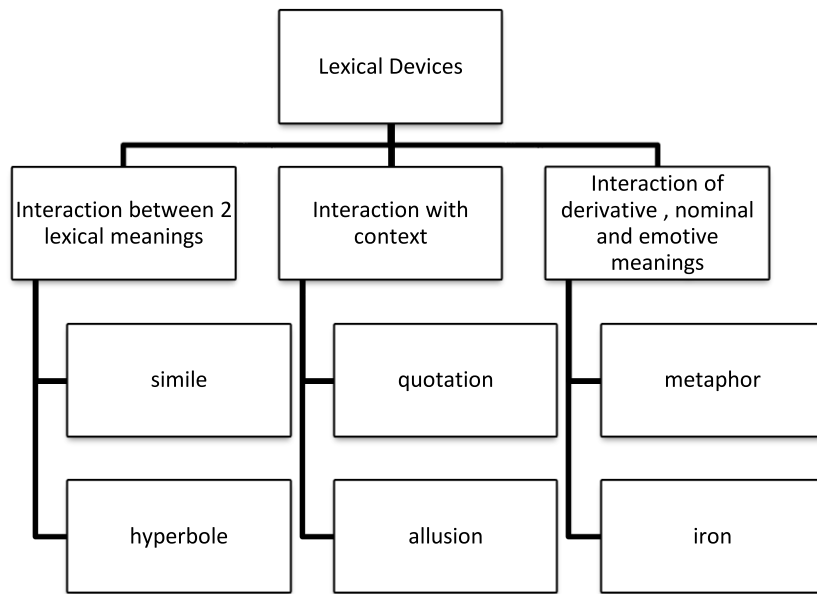 Lexical Devices
Interaction between 2
lexical meanings
Interaction with
context
Interaction of
derivative , nominal
and emotive
meanings
simile
quotation
metaphor
hyperbole
allusion
iron